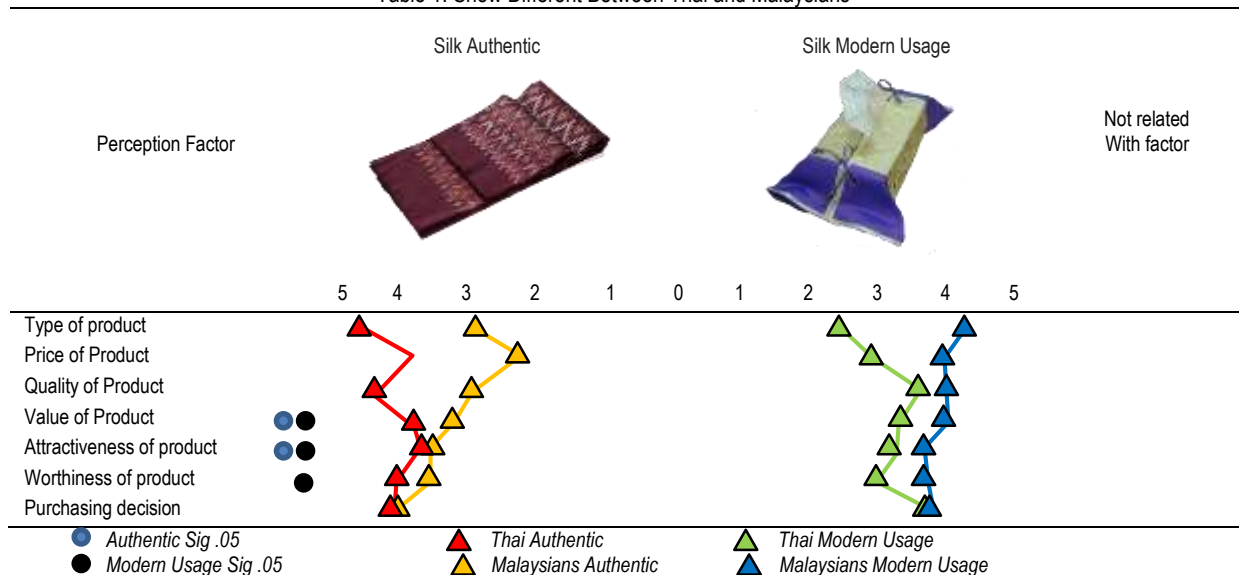 Silk Authentic Silk Modern Usage
Perception Factor
Not related
With factor
5 4 3 2 1 0 1 2 3 4 5
Type of product
Price of Product
Quality of Product
Value of Product
Attractiveness of product
Worthiness of product
Purchasing decision
Authentic Sig .05 Thai Authentic Thai Modern Usage
Modern Usage Sig .05 Malaysians Authentic Malaysians Modern Usage